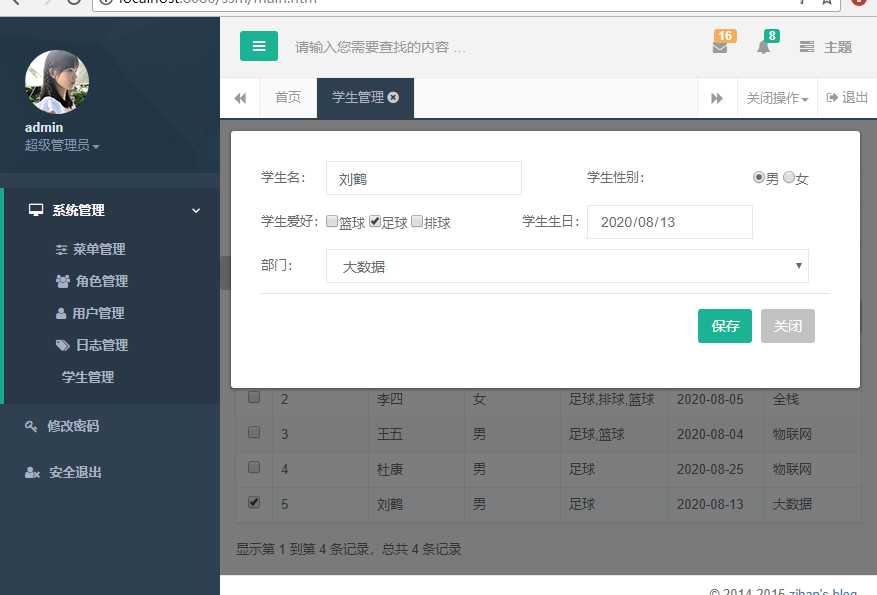 localhost:8080/ssm/main.html
admin
超级管理员
系统管理
菜单管理
角色管理
用户管理
日志管理
学生管理
修改密码
安全退出
请输入您需要查找的内容 …
16
8
主题
首页
学生管理
关闭操作
退出
学生名：
刘鹤
学生性别：
男 女
学生爱好：
篮球 足球 排球
学生生日：
2020/08/13
部门：
大数据
保存
关闭
2 李四 女 足球,排球,篮球 2020-08-05 全栈
3 王五 男 足球,篮球 2020-08-04 物联网
4 杜康 男 足球 2020-08-25 物联网
5 刘鹤 男 足球 2020-08-13 大数据
显示第 1 到第 4 条记录，总共 4 条记录
© 2014-2015 zihan's blog